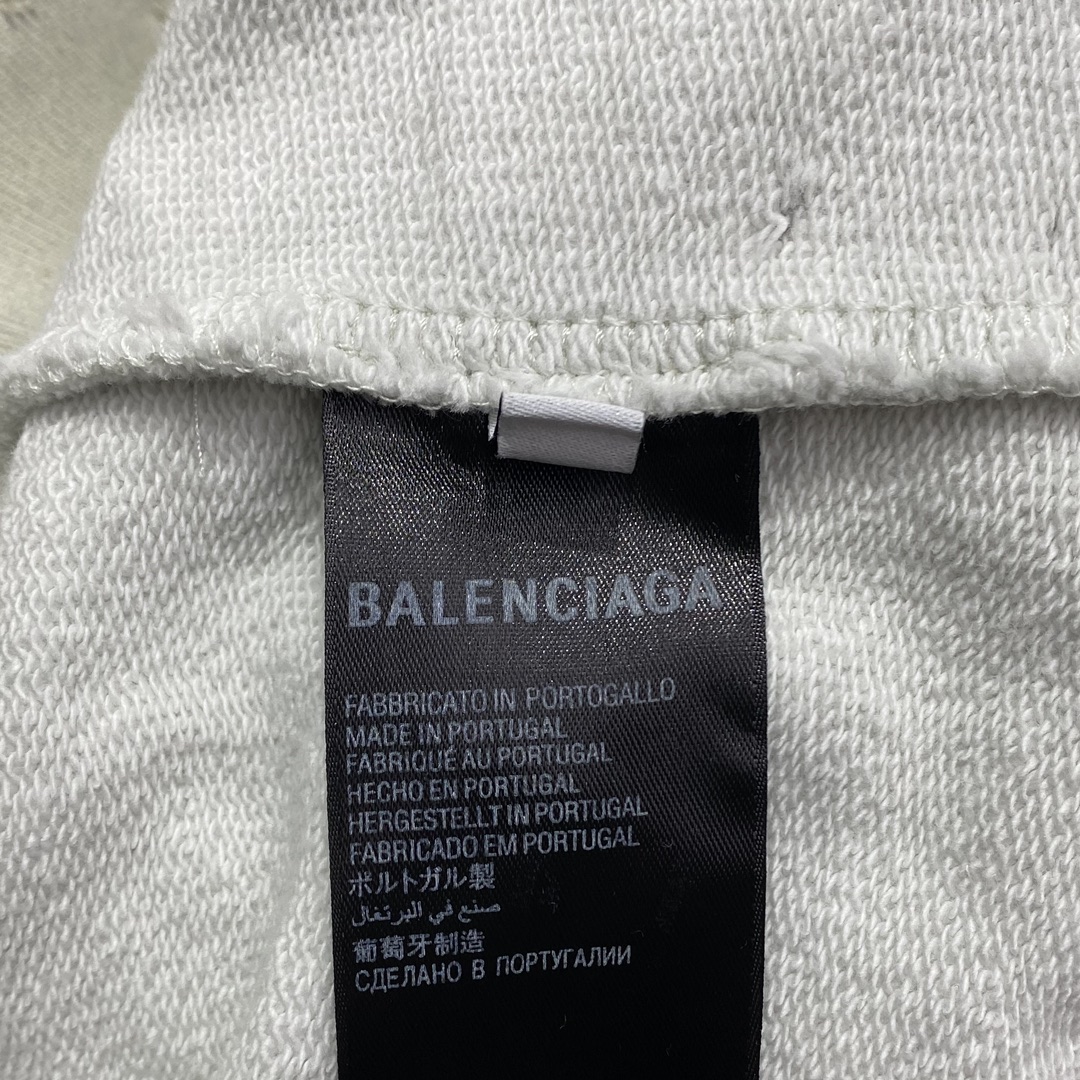 BALENCIAGA
FABBRICATO IN PORTOGALLO
MADE IN PORTUGAL
FABRIQUÉ AU PORTUGAL
HECHO EN PORTUGAL
HERGESTELLT IN PORTUGAL
FABRICADO EM PORTUGAL
ポルトガル製
صنع في البرتغال
葡萄牙制造
СДЕЛАНО В ПОРТУГАЛИИ